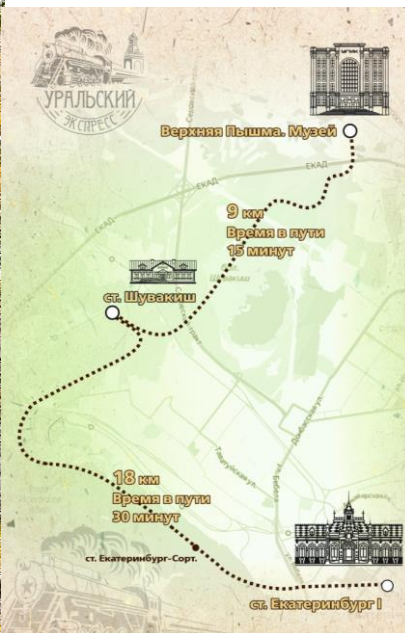 УРАЛЬСКИЙ
ЭКСПРЕСС
Верхняя Пышма. Музей
ЕКАД
ЕКАД
9 км
Время в пути
15 минут
Шувакиш
ст. Шувакиш
18 км
Время в пути
30 минут
ст. Екатеринбург-Сорт.
ст. Екатеринбург I